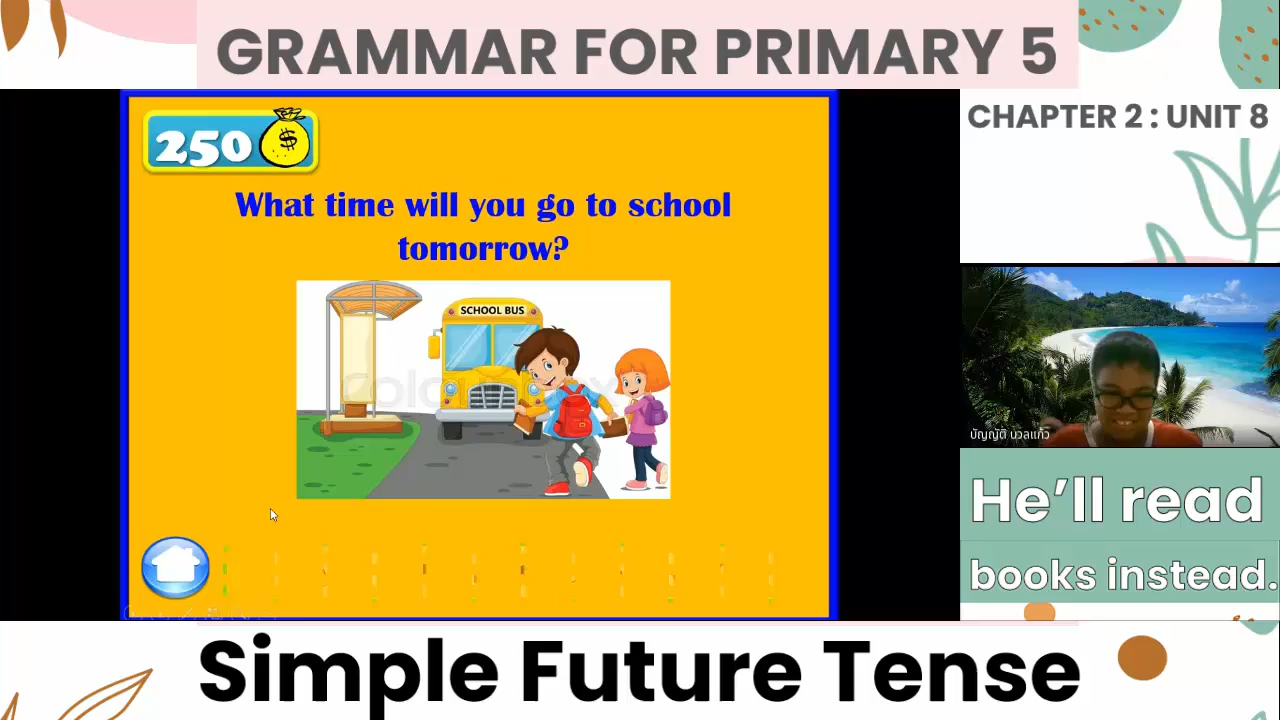 GRAMMAR FOR PRIMARY 5
CHAPTER 2 : UNIT 8
250
$
What time will you go to school
tomorrow?
SCHOOL BUS
บัญญัติ นวลแก้ว
He'll read
books instead.
Simple Future Tense